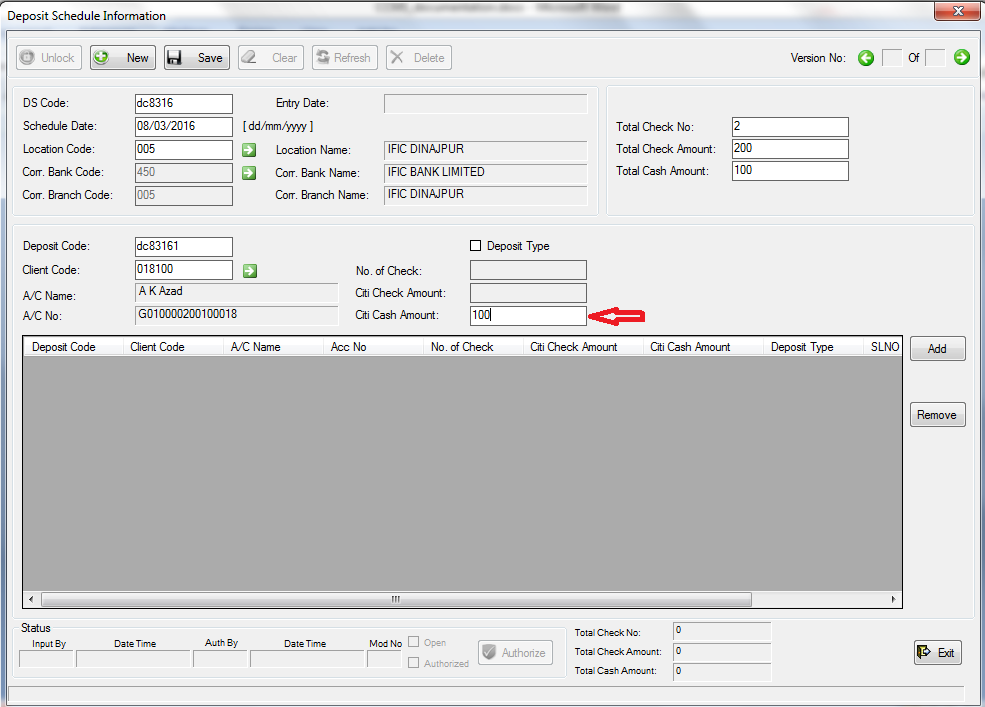 Deposit Schedule Information
Unlock New Save Clear Refresh Delete Version No: Of
DS Code: dc8316 Entry Date:
Schedule Date: 08/03/2016 [ dd/mm/yyyy ] Total Check No: 2
Location Code: 005 Location Name: IFIC DINAJPUR Total Check Amount: 200
Corr. Bank Code: 450 Corr. Bank Name: IFIC BANK LIMITED Total Cash Amount: 100
Corr. Branch Code: 005 Corr. Branch Name: IFIC DINAJPUR
Deposit Code: dc83161 Deposit Type
Client Code: 018100 No. of Check:
A/C Name: A K Azad Citi Check Amount:
A/C No: G010000200100018 Citi Cash Amount: 100
Deposit Code Client Code A/C Name Acc No No. of Check Citi Check Amount Citi Cash Amount Deposit Type SLNO Add
Remove
Status
Input By Date Time Auth By Date Time Mod No Open Total Check No: 0
Authorized Authorize Total Check Amount: 0 Exit
Total Cash Amount: 0